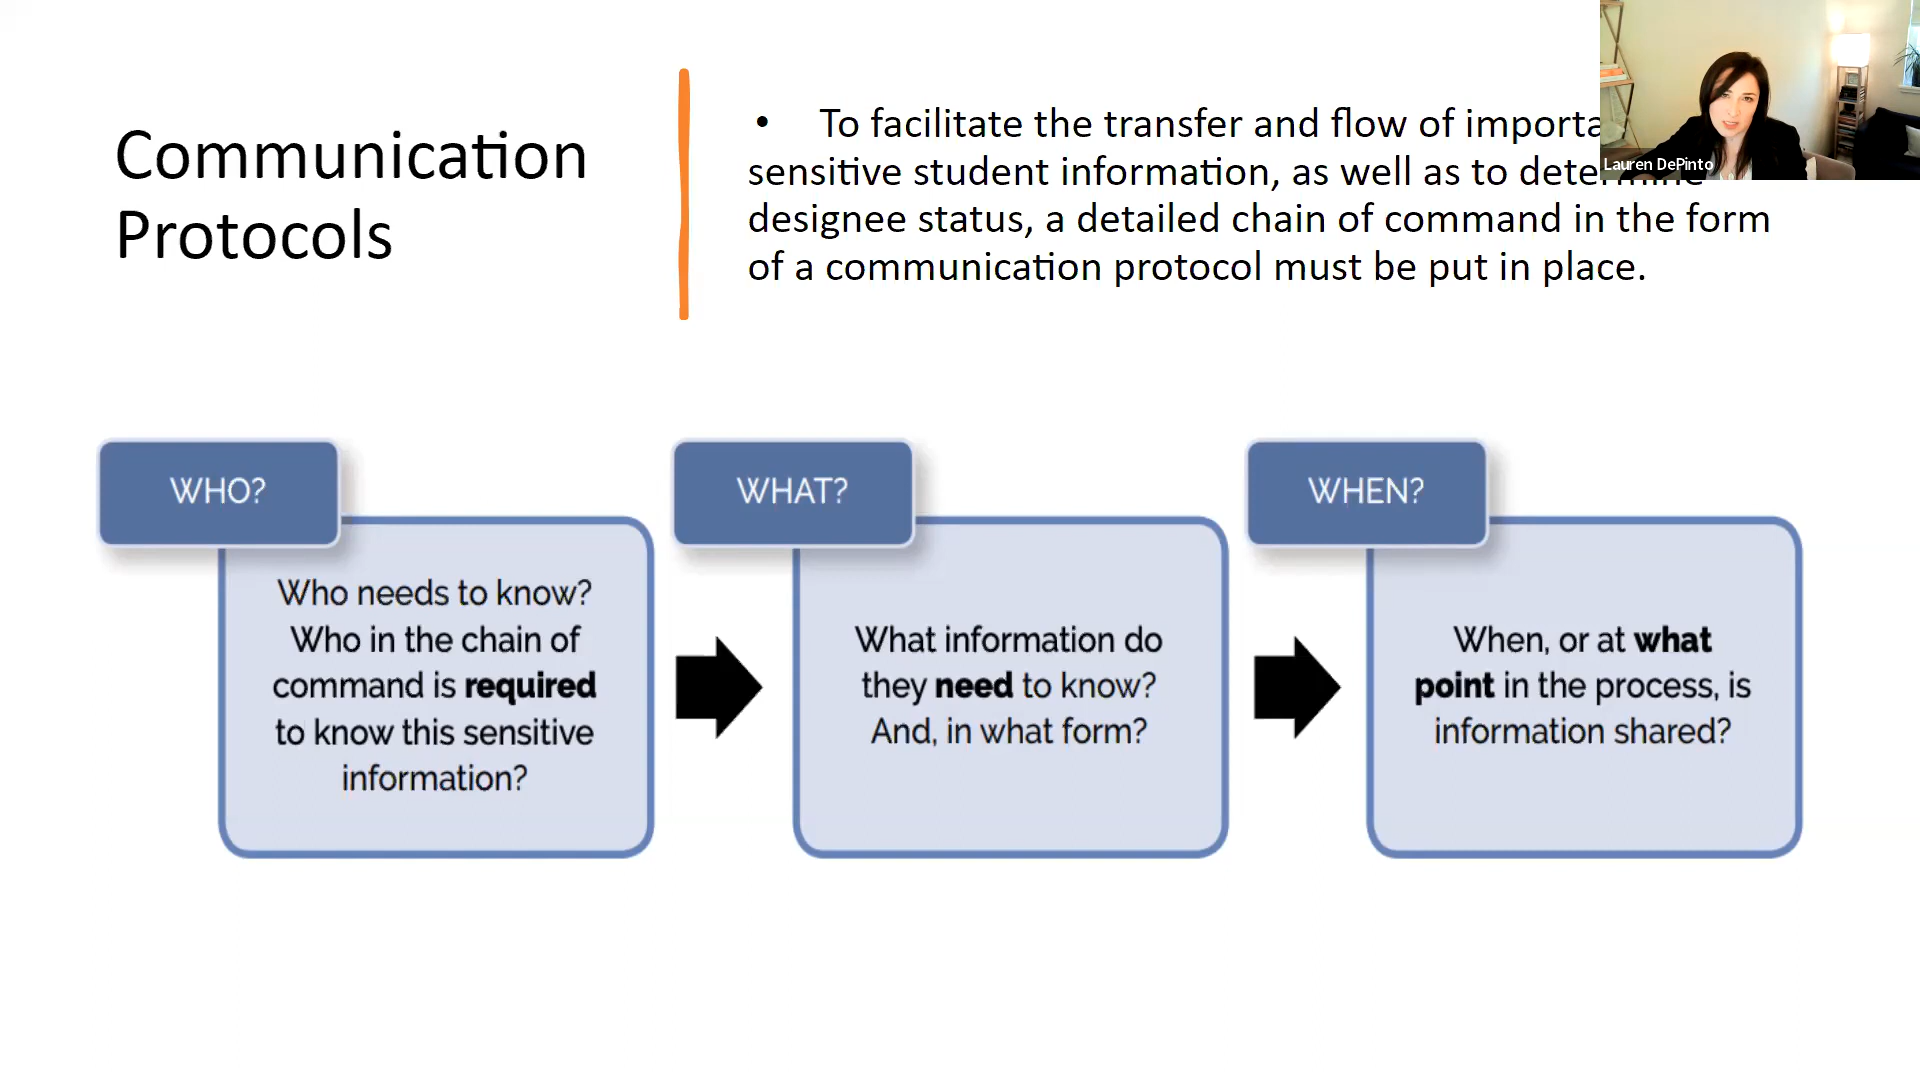 Communication
Protocols
• To facilitate the transfer and flow of
sensitive student information, as well as to determine
designee status, a detailed chain of command in the form
of a communication protocol must be put in place.
Lauren DePinto
WHO?
Who needs to know?
Who in the chain of
command is required
to know this sensitive
information?
WHAT?
What information do
they need to know?
And, in what form?
WHEN?
When, or at what
point in the process, is
information shared?